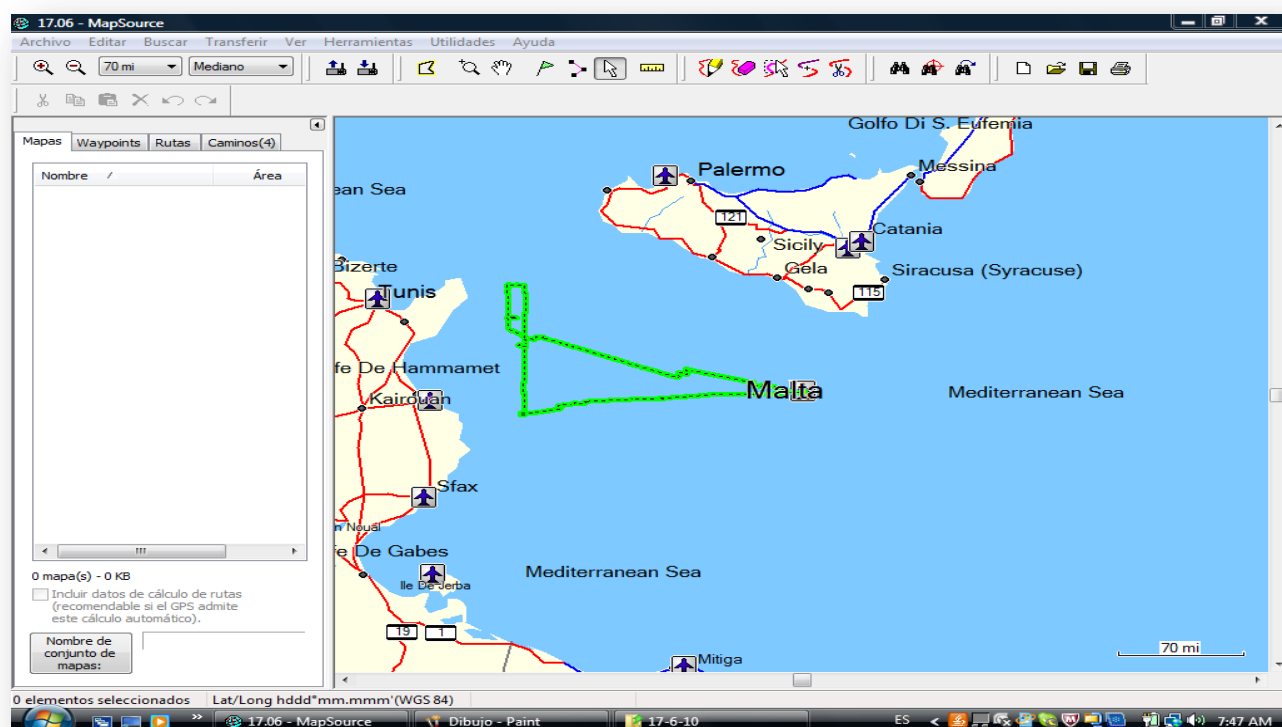 17.06 - MapSource
Archivo Editar Buscar Transferir Ver Herramientas Utilidades Ayuda
70 mi Mediano
Mapas Waypoints Rutas Caminos(4)
Nombre / Área
0 mapa(s) - 0 KB
Incluir datos de cálculo de rutas
(recomendable si el GPS admite
este cálculo automático).
Nombre de
conjunto de
mapas:
Golfo Di S. Eufemia
Messina
Palermo
ean Sea
121
Catania
Sicily
Bizerte
Gela
Siracusa (Syracuse)
Tunis
115
fe De Hammamet
Malta
Mediterranean Sea
Kairouan
Sfax
n Noual
e De Gabes
Mediterranean Sea
Ile De Jerba
19 1
Mitiga
70 mi
0 elementos seleccionados Lat/Long hddd°mm.mmm'(WGS 84)
17.06 - MapSource Dibujo - Paint 17-6-10 ES 7:47 AM